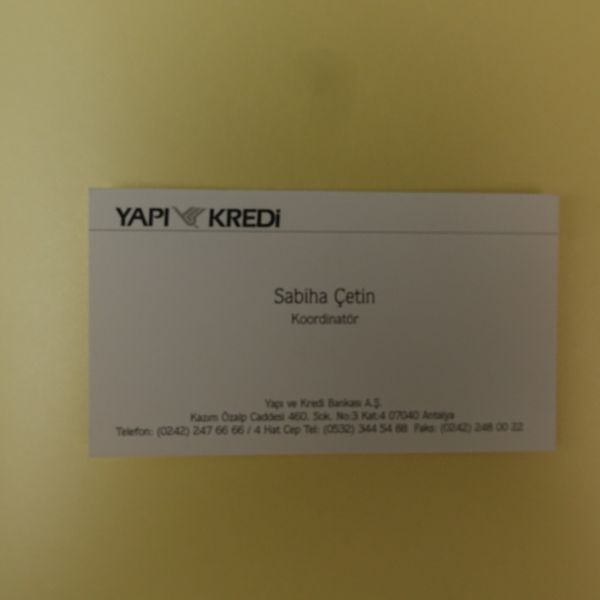 YAPI KREDİ
Sabiha Çetin
Koordinatör
Yapı ve Kredi Bankası A.Ş.
Kazım Özalp Caddesi 460. Sok. No:3 Kat:4 07040 Antalya
Telefon: (0242) 247 66 66 / 4 Hat Cep Tel: (0532) 344 54 88 Faks: (0242) 248 00 22